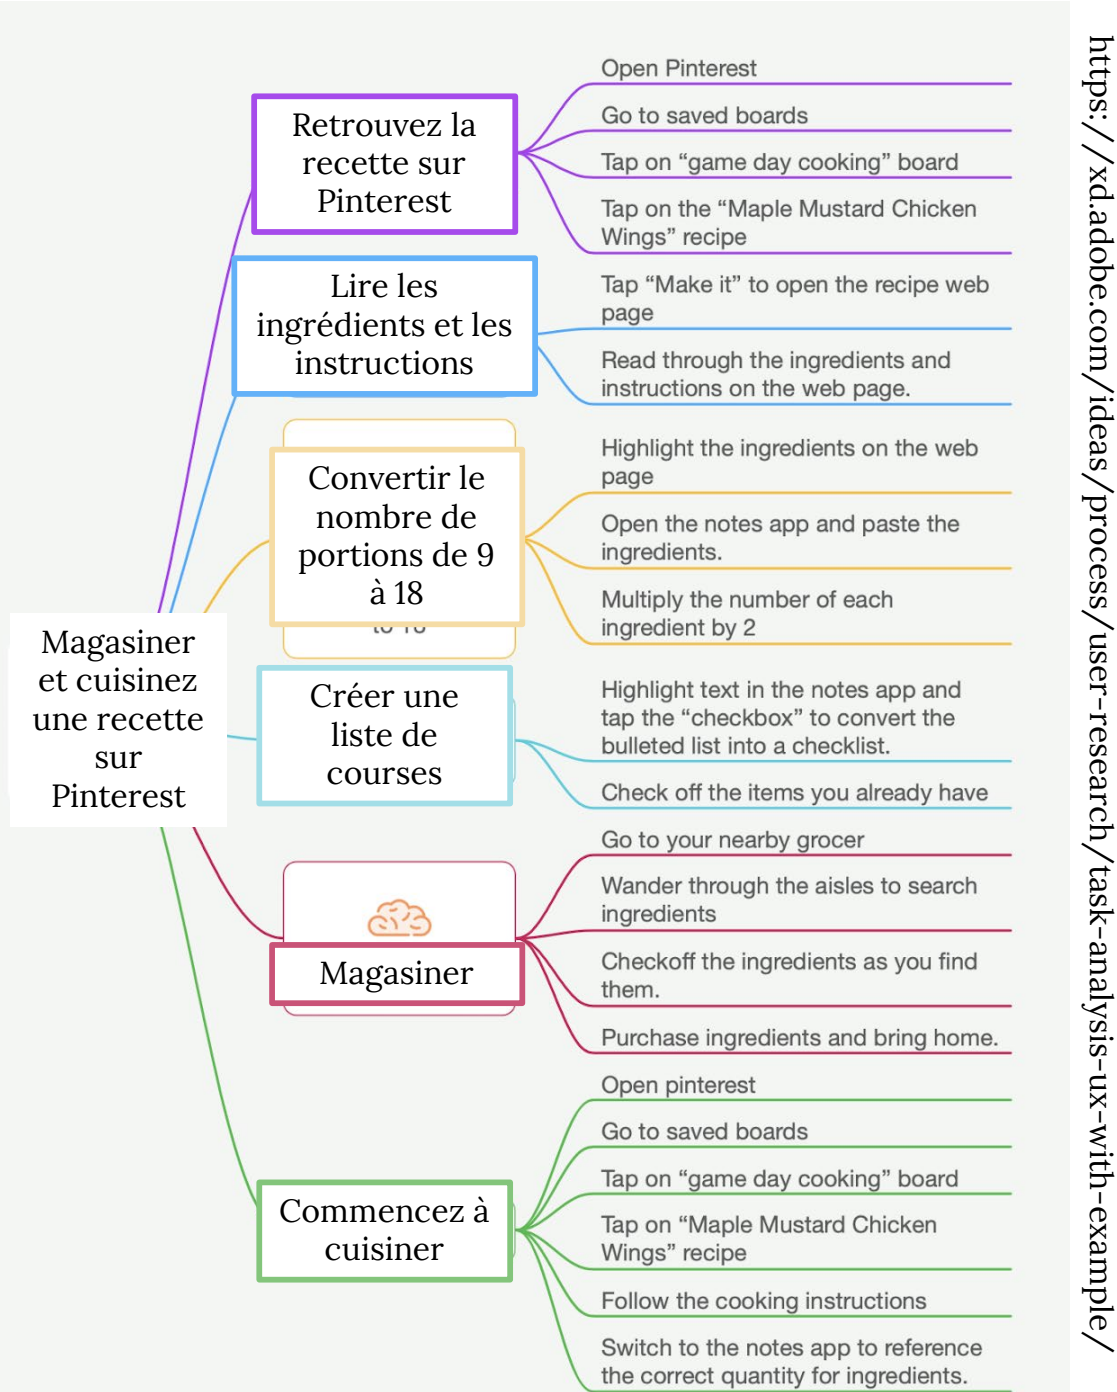 Magasiner
et cuisinez
une recette
sur
Pinterest
Retrouvez la
recette sur
Pinterest
Open Pinterest
Go to saved boards
Tap on “game day cooking” board
Tap on the “Maple Mustard Chicken
Wings” recipe
Lire les
ingrédients et les
instructions
Tap “Make it” to open the recipe web
page
Read through the ingredients and
instructions on the web page.
Convertir le
nombre de
portions de 9
à 18
Highlight the ingredients on the web
page
Open the notes app and paste the
ingredients.
Multiply the number of each
ingredient by 2
Créer une
liste de
courses
Highlight text in the notes app and
tap the “checkbox” to convert the
bulleted list into a checklist.
Check off the items you already have
Magasiner
Go to your nearby grocer
Wander through the aisles to search
ingredients
Checkoff the ingredients as you find
them.
Purchase ingredients and bring home.
Commencez à
cuisiner
Open pinterest
Go to saved boards
Tap on “game day cooking” board
Tap on “Maple Mustard Chicken
Wings” recipe
Follow the cooking instructions
Switch to the notes app to reference
the correct quantity for ingredients.
https://xd.adobe.com/ideas/process/user-research/task-analysis-ux-with-example/